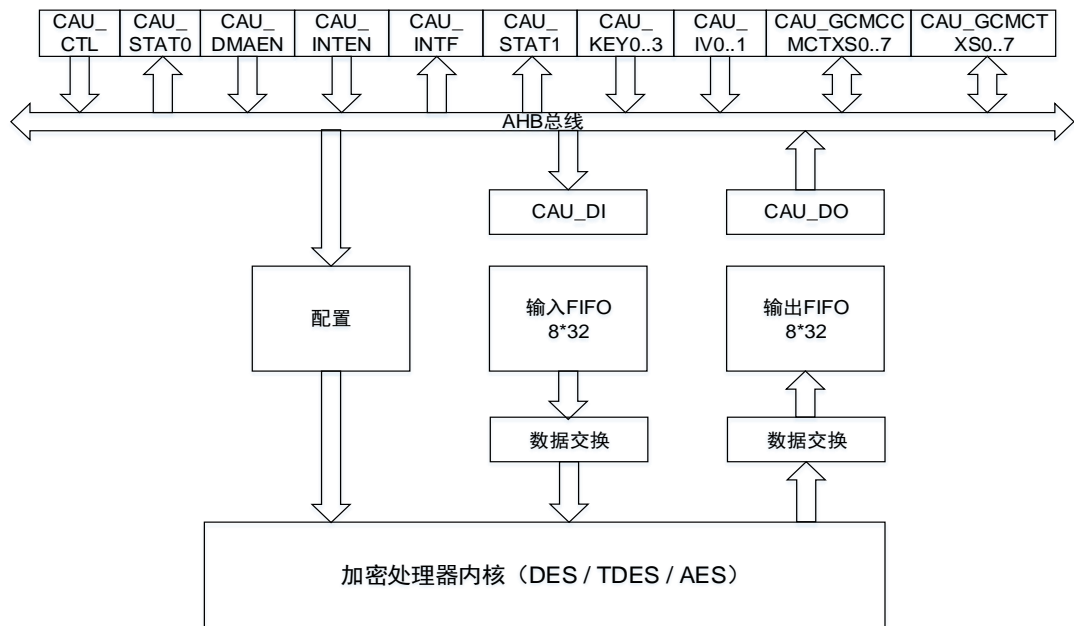 CAU_
CTL
CAU_
STAT0
CAU_
DMAEN
CAU_
INTEN
CAU_
INTF
CAU_
STAT1
CAU_
KEY0..3
CAU_
IV0..1
CAU_GCMCC
MCTXS0..7
CAU_GCMCT
XS0..7
AHB总线
CAU_DI
CAU_DO
配置
输入FIFO
8*32
输出FIFO
8*32
数据交换
数据交换
加密处理器内核（DES / TDES / AES）